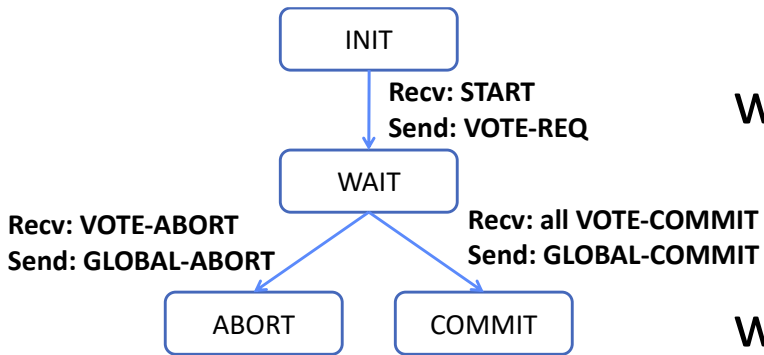 INIT
Recv: START
Send: VOTE-REQ
W
WAIT
Recv: VOTE-ABORT
Send: GLOBAL-ABORT
Recv: all VOTE-COMMIT
Send: GLOBAL-COMMIT
ABORT
COMMIT
W